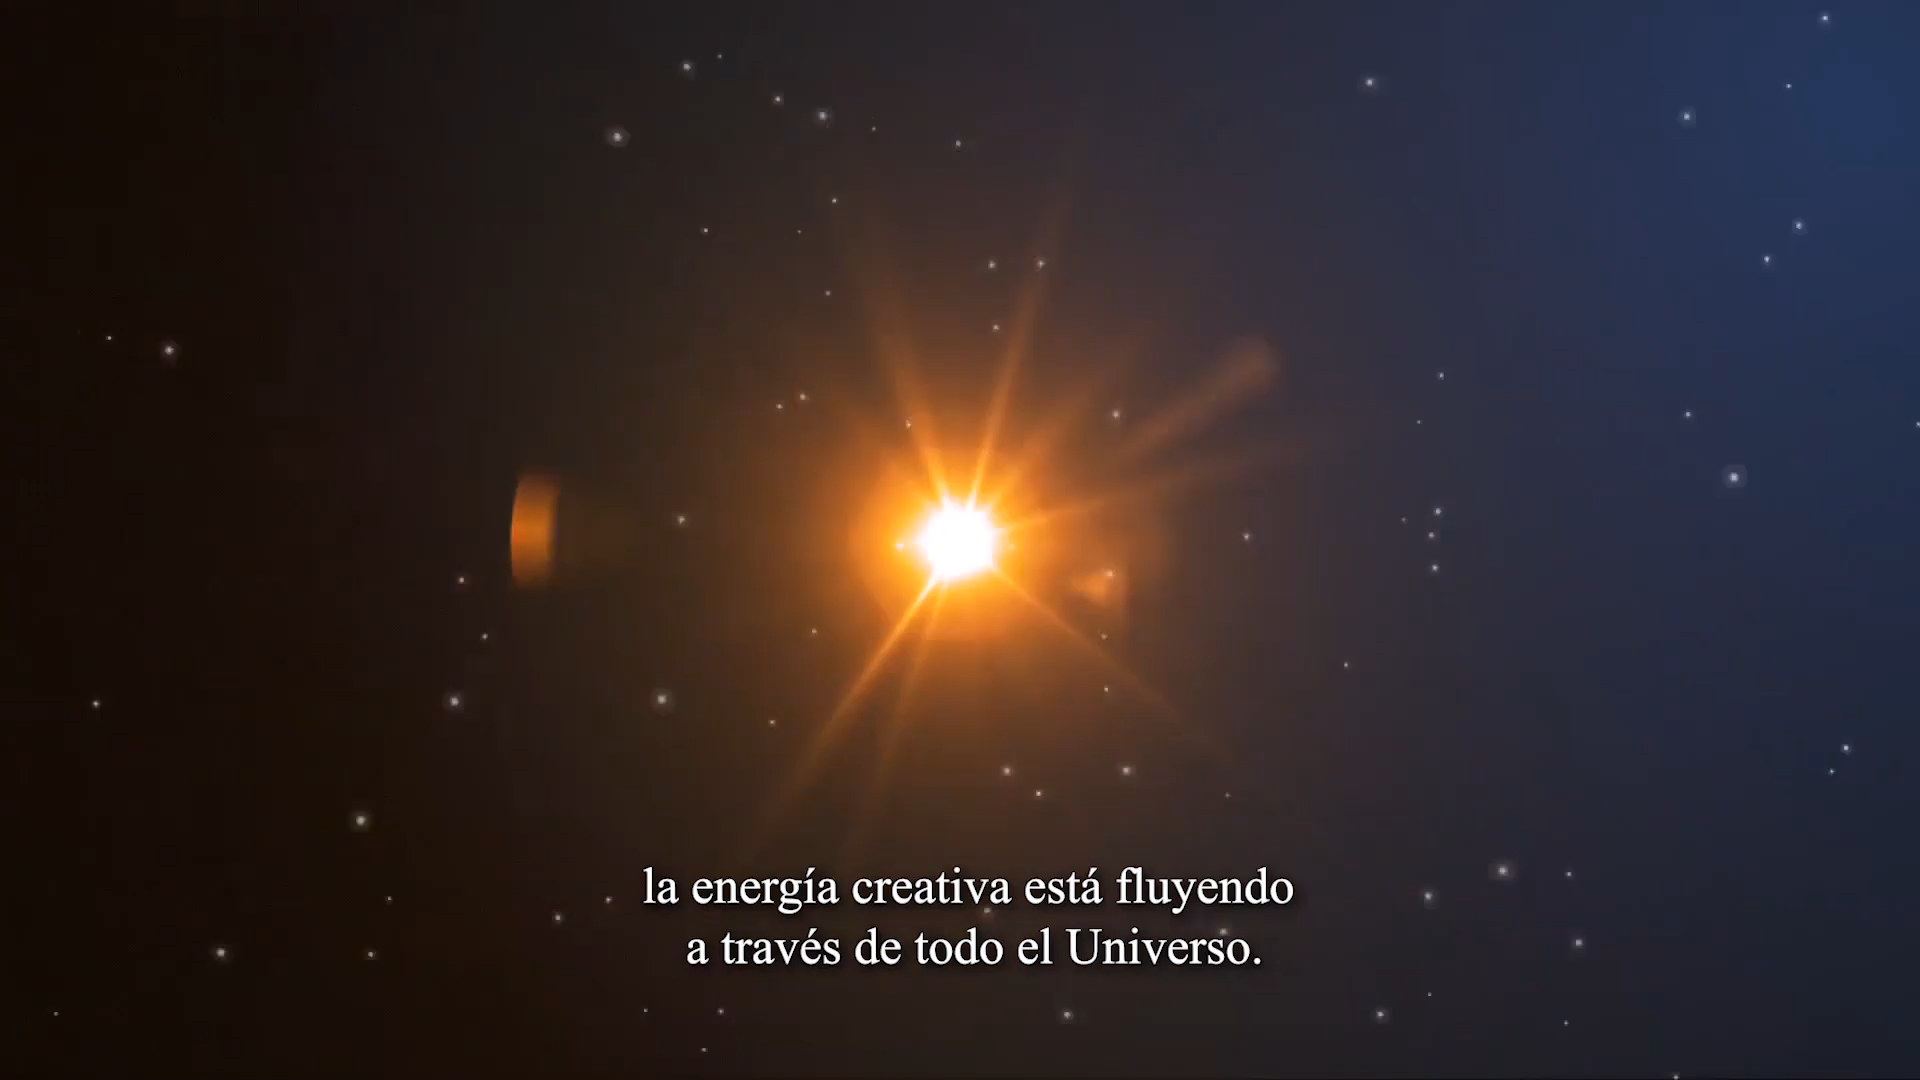 la energía creativa está fluyendo
a través de todo el Universo.